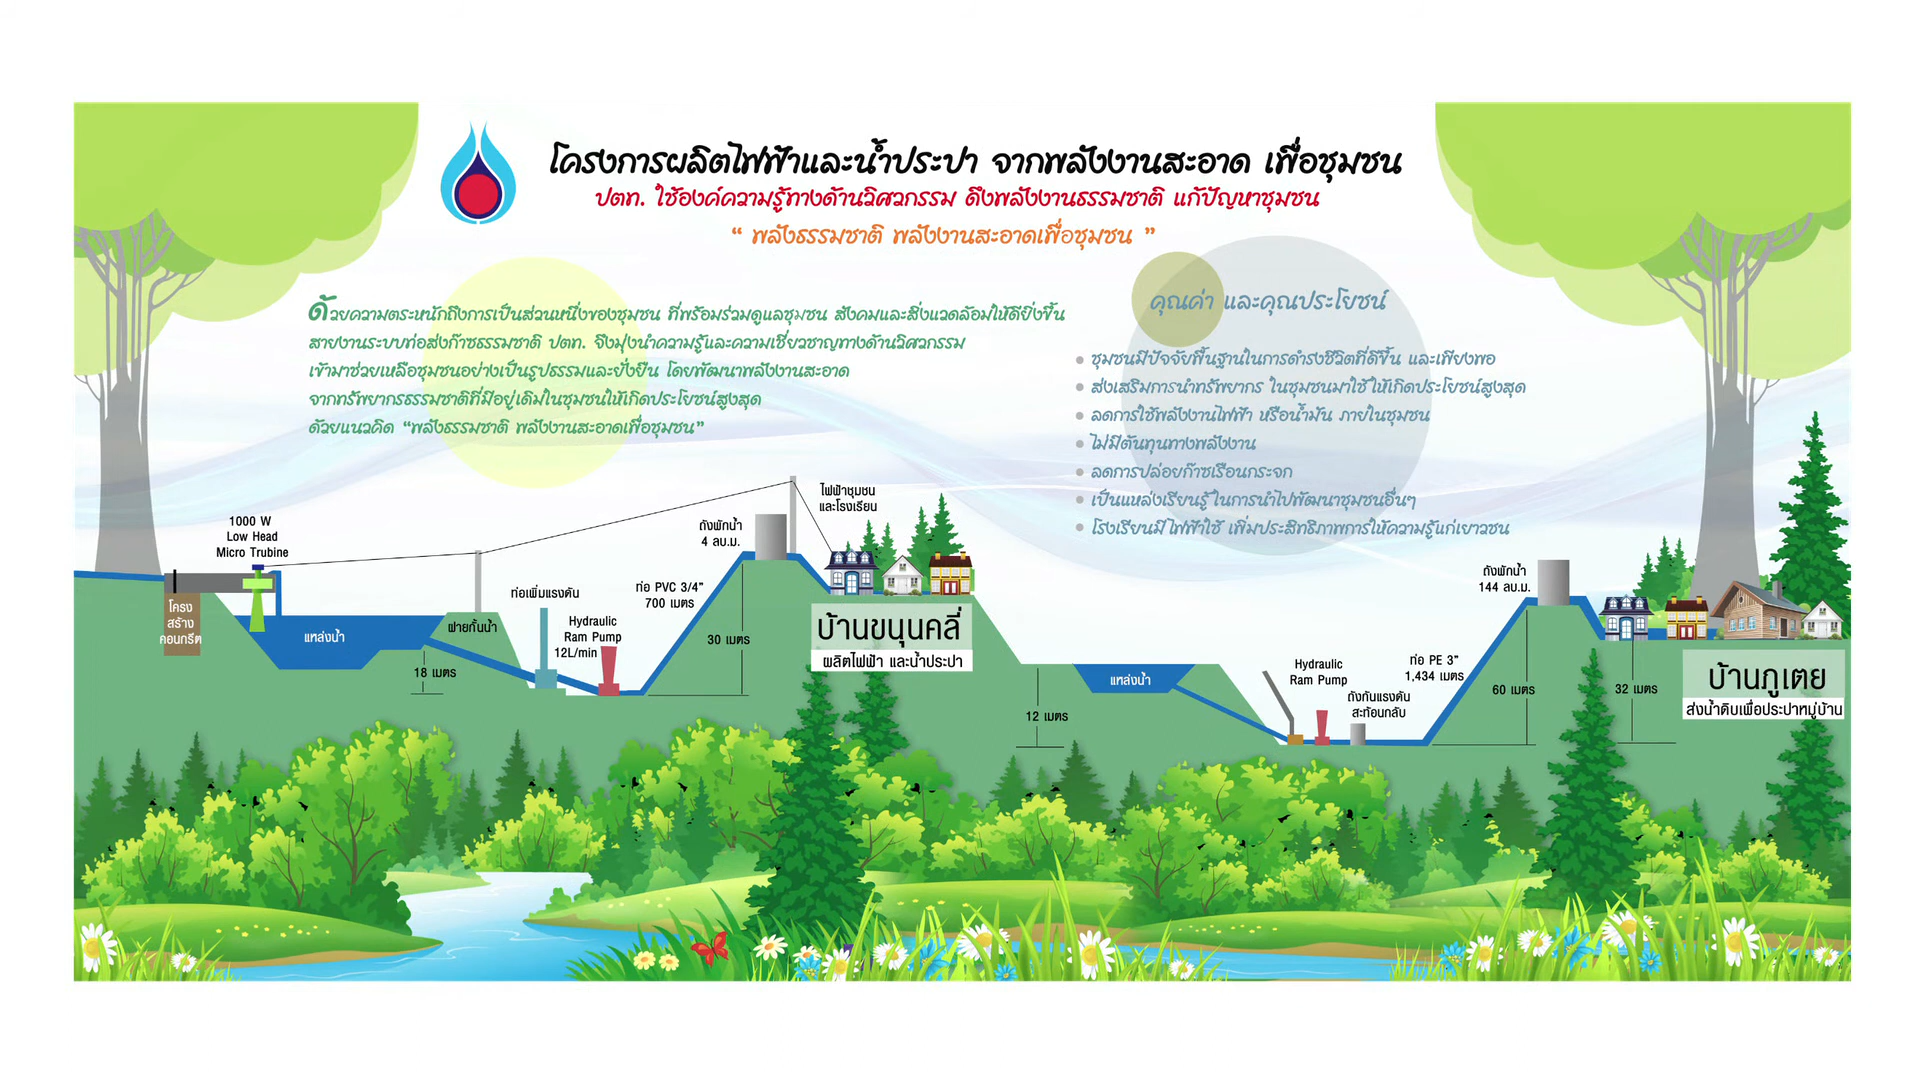 โครงการผลิตไฟฟ้าและน้ำประปา จากพลังงานสะอาด เพื่อชุมชน
ปตท. ใช้องค์ความรู้ทางด้านวิศวกรรม ดึงพลังงานธรรมชาติ แก้ปัญหาชุมชน
“ พลังธรรมชาติ พลังงานสะอาดเพื่อชุมชน ”
ด้วยความตระหนักถึงการเป็นส่วนหนึ่งของชุมชน ที่พร้อมร่วมดูแลชุมชน สังคมและสิ่งแวดล้อมให้ดียิ่งขึ้น
สายงานระบบท่อส่งก๊าซธรรมชาติ ปตท. จึงมุ่งนำความรู้และความเชี่ยวชาญทางด้านวิศวกรรม
เข้ามาช่วยเหลือชุมชนอย่างเป็นรูปธรรมและยั่งยืน โดยพัฒนาพลังงานสะอาด
จากทรัพยากรธรรมชาติที่มีอยู่เดิมในชุมชนให้เกิดประโยชน์สูงสุด
ด้วยแนวคิด “พลังธรรมชาติ พลังงานสะอาดเพื่อชุมชน”
คุณค่า และคุณประโยชน์
• ชุมชนมีปัจจัยพื้นฐานในการดำรงชีวิตที่ดีขึ้น และเพียงพอ
• ส่งเสริมการนำทรัพยากร ในชุมชนมาใช้ให้เกิดประโยชน์สูงสุด
• ลดการใช้พลังงานไฟฟ้า หรือน้ำมัน ภายในชุมชน
• ไม่มีต้นทุนทางพลังงาน
• ลดการปล่อยก๊าซเรือนกระจก
• เป็นแหล่งเรียนรู้ในการนำไปพัฒนาชุมชนอื่นๆ
• โรงเรียนมีไฟฟ้าใช้ เพิ่มประสิทธิภาพการให้ความรู้แก่เยาวชน
1000 W
Low Head
Micro Trubine
โครง
สร้าง
คอนกรีต
แหล่งน้ำ
ฝายกั้นน้ำ
18 เมตร
ท่อเพิ่มแรงดัน
Hydraulic
Ram Pump
12L/min
ท่อ PVC 3/4”
700 เมตร
30 เมตร
ถังพักน้ำ
4 ลบ.ม.
ไฟฟ้าชุมชน
และโรงเรียน
บ้านขนุนคลี่
ผลิตไฟฟ้า และน้ำประปา
12 เมตร
แหล่งน้ำ
Hydraulic
Ram Pump
ถังกันแรงดัน
สะท้อนกลับ
ท่อ PE 3”
1,434 เมตร
60 เมตร
ถังพักน้ำ
144 ลบ.ม.
32 เมตร
บ้านภูเตย
ส่งน้ำดิบเพื่อประปาหมู่บ้าน